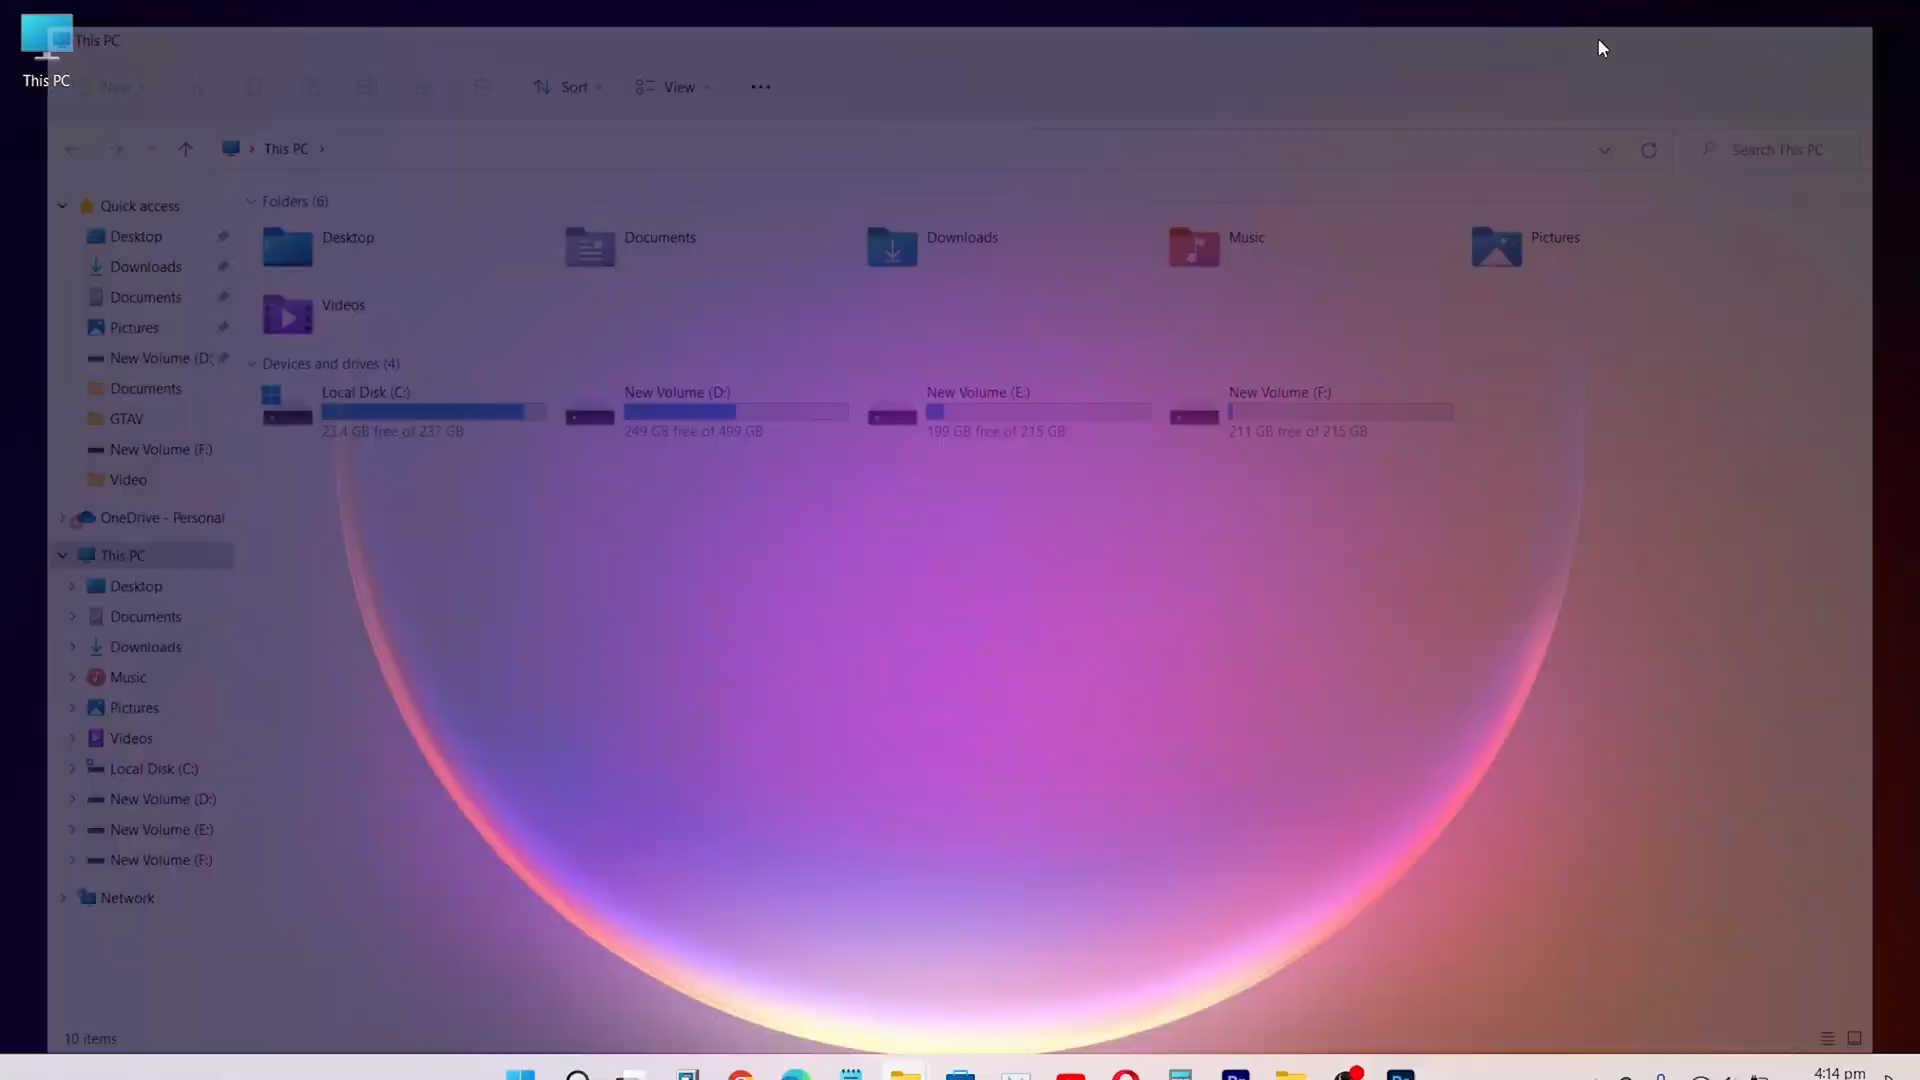 This PC
This PC
New
Sort
View
This PC
Search This PC
Quick access
Desktop
Downloads
Documents
Pictures
New Volume (D:
Documents
GTAV
New Volume (F:)
Video
OneDrive - Personal
This PC
Desktop
Documents
Downloads
Music
Pictures
Videos
Local Disk (C:)
New Volume (D:)
New Volume (E:)
New Volume (F:)
Network
Folders (6)
Desktop
Documents
Downloads
Music
Pictures
Videos
Devices and drives (4)
Local Disk (C:)
23.4 GB free of 237 GB
New Volume (D:)
249 GB free of 499 GB
New Volume (E:)
199 GB free of 215 GB
New Volume (F:)
211 GB free of 215 GB
10 items
4:14 pm